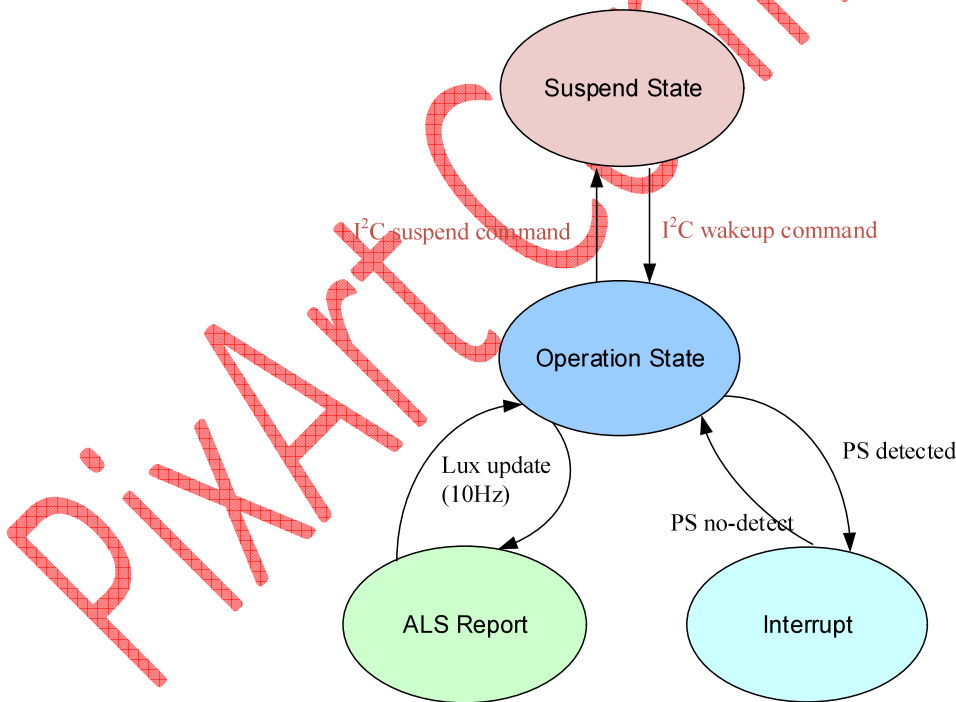 Suspend State
I²C suspend command
I²C wakeup command
Operation State
Lux update
(10Hz)
PS detected
PS no-detect
ALS Report
Interrupt
PixArt